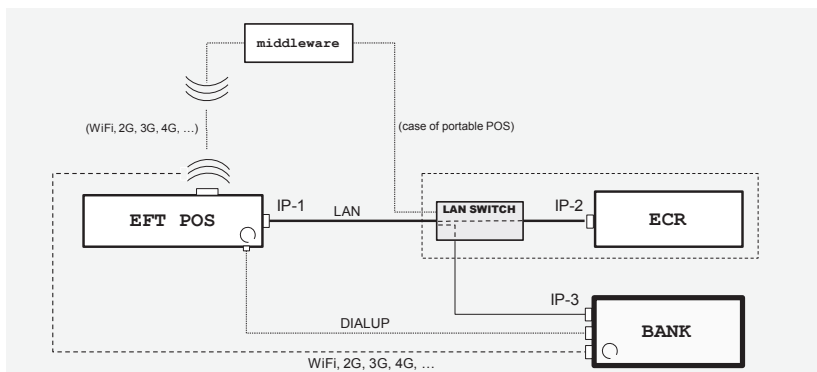 middleware
(WiFi, 2G, 3G, 4G, …)
(case of portable POS)
EFT POS
IP-1
LAN
LAN SWITCH
IP-2
ECR
IP-3
DIALUP
BANK
WiFi, 2G, 3G, 4G, …